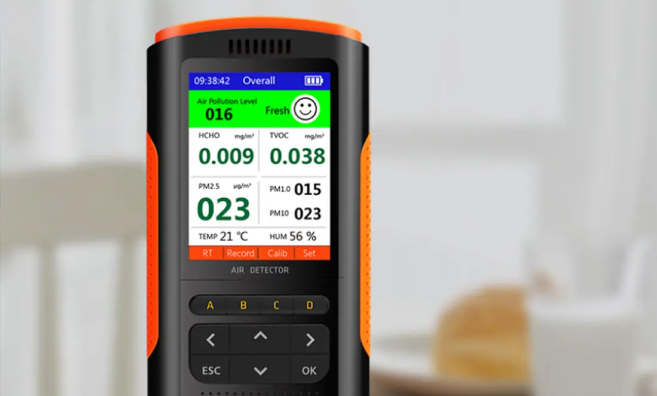 09:38:42 Overall
Air Pollution Level
016 Fresh
HCHO mg/m³ TVOC mg/m³
0.009 0.038
PM2.5 μg/m³ PM1.0 015
023 PM10 023
TEMP 21 ℃ HUM 56 %
RT Record Calib Set
AIR DETECTOR
A B C D
ESC OK